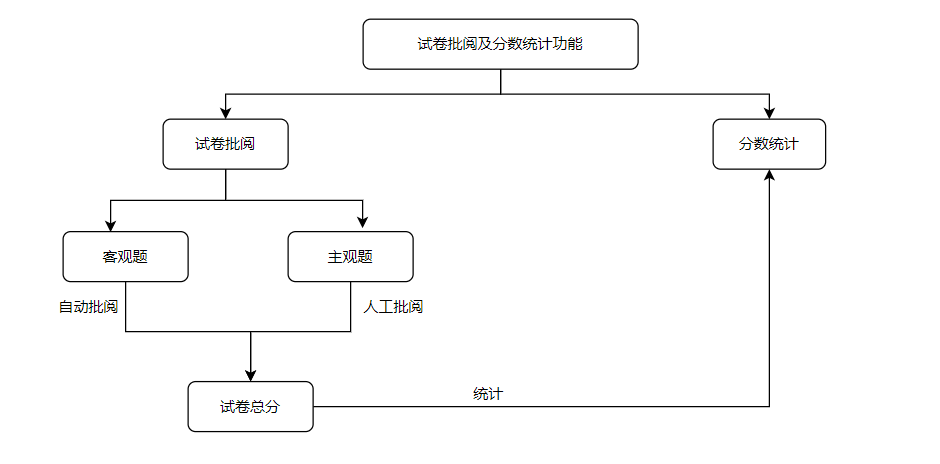 试卷批阅及分数统计功能
试卷批阅
分数统计
客观题
主观题
自动批阅
人工批阅
统计
试卷总分